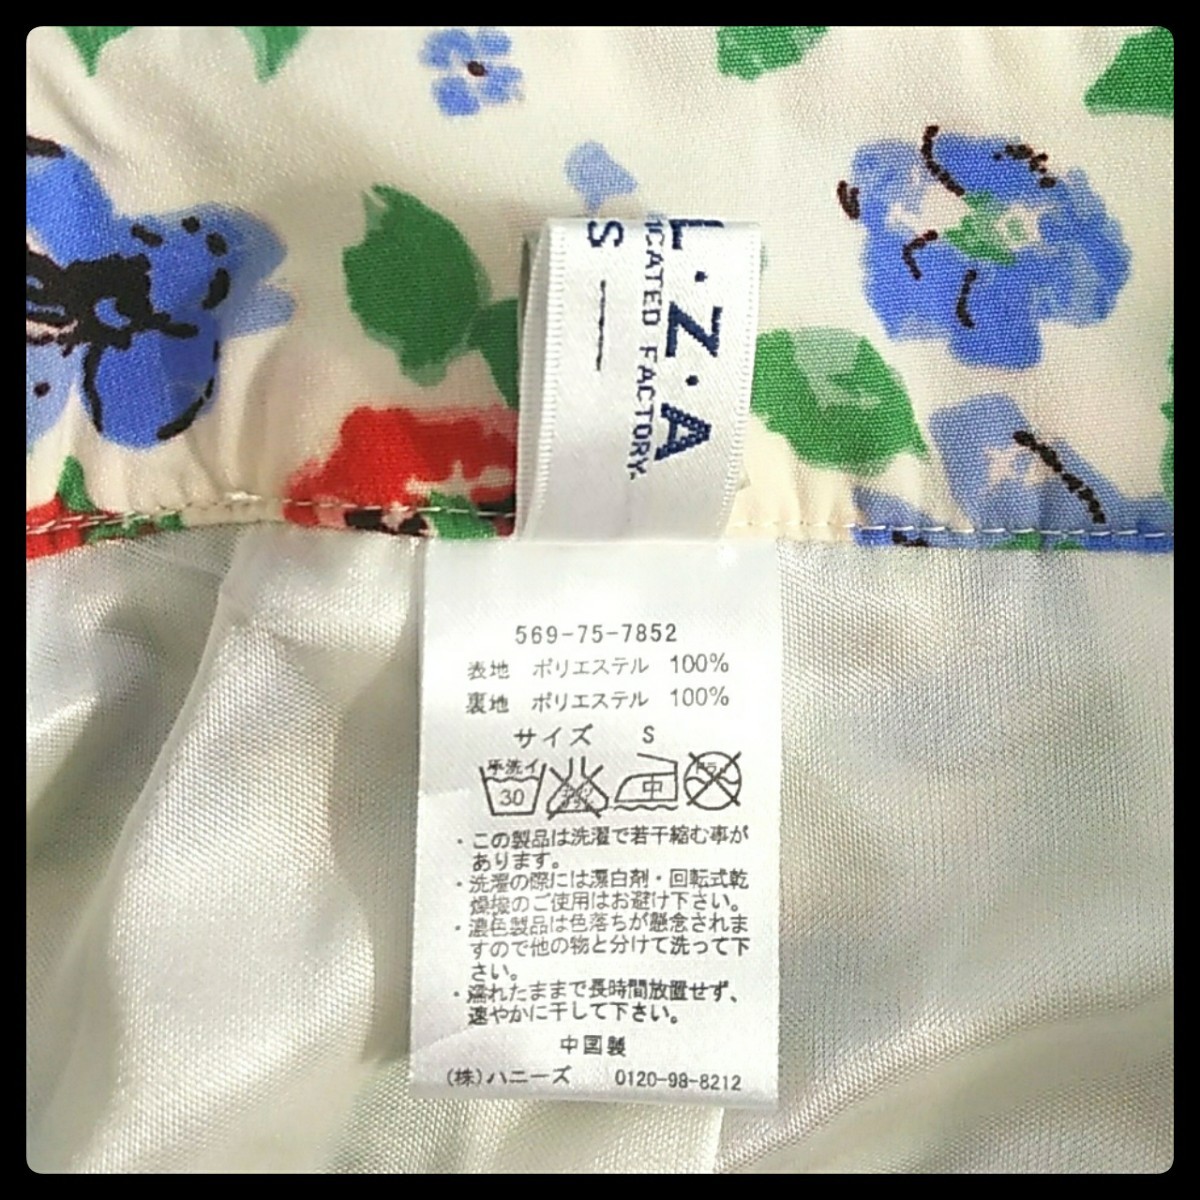 L・Z・A
ICATED FACTORY.
S
569-75-7852
表地 ポリエステル 100%
裏地 ポリエステル 100%
サイズ S
手洗イ
30
中
・この製品は洗濯で若干縮む事が
あります。
・洗濯の際には漂白剤・回転式乾
燥機のご使用はお避け下さい。
・濃色製品は色落ちが懸念されま
すので他の物と分けて洗って下
さい。
・濡れたままで長時間放置せず、
速やかに干して下さい。
中国製
(株)ハニーズ 0120-98-8212